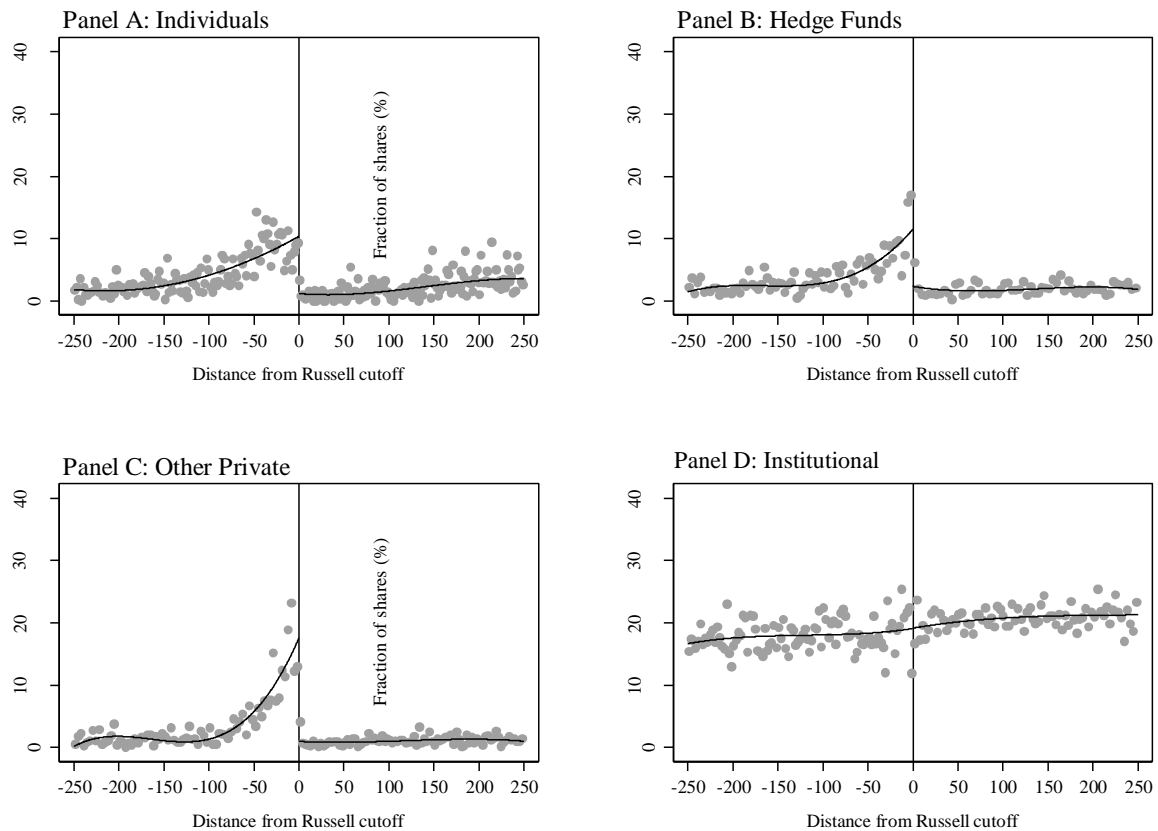 Panel A: Individuals
40
30
20
10
0
Fraction of shares (%)
-250 -200 -150 -100 -50 0 50 100 150 200 250
Distance from Russell cutoff
Panel B: Hedge Funds
40
30
20
10
0
-250 -200 -150 -100 -50 0 50 100 150 200 250
Distance from Russell cutoff
Panel C: Other Private
40
30
20
10
0
Fraction of shares (%)
-250 -200 -150 -100 -50 0 50 100 150 200 250
Distance from Russell cutoff
Panel D: Institutional
40
30
20
10
0
-250 -200 -150 -100 -50 0 50 100 150 200 250
Distance from Russell cutoff